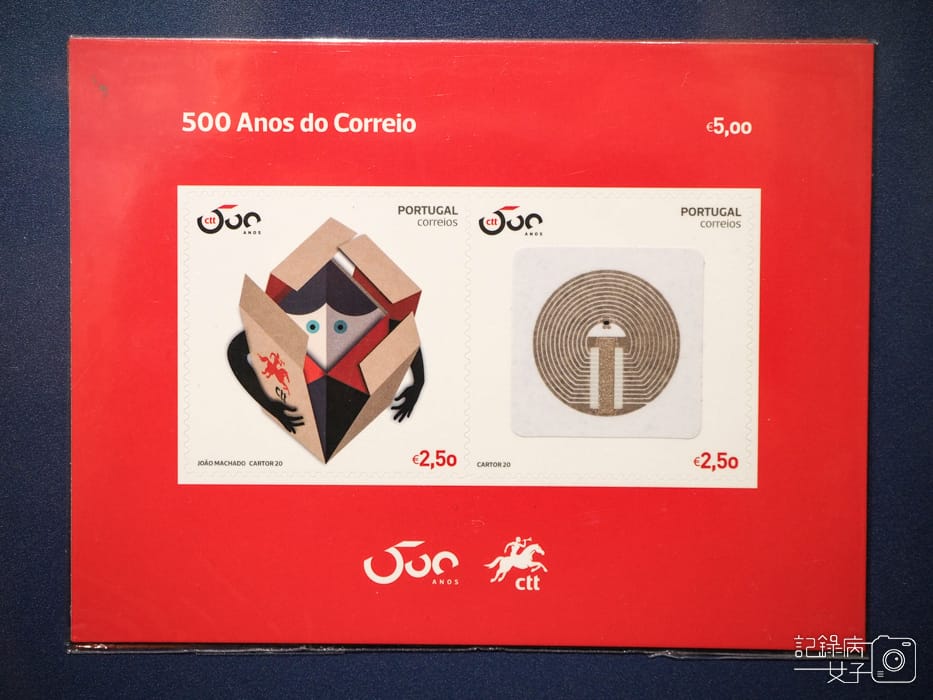 500 Anos do Correio
€5,00
ctt 500
ANOS
PORTUGAL
correios
ctt
JOÃO MACHADO CARTOR 20
€2,50
ctt 500
ANOS
PORTUGAL
correios
CARTOR 20
€2,50
500
ANOS
ctt
記錄病
女子